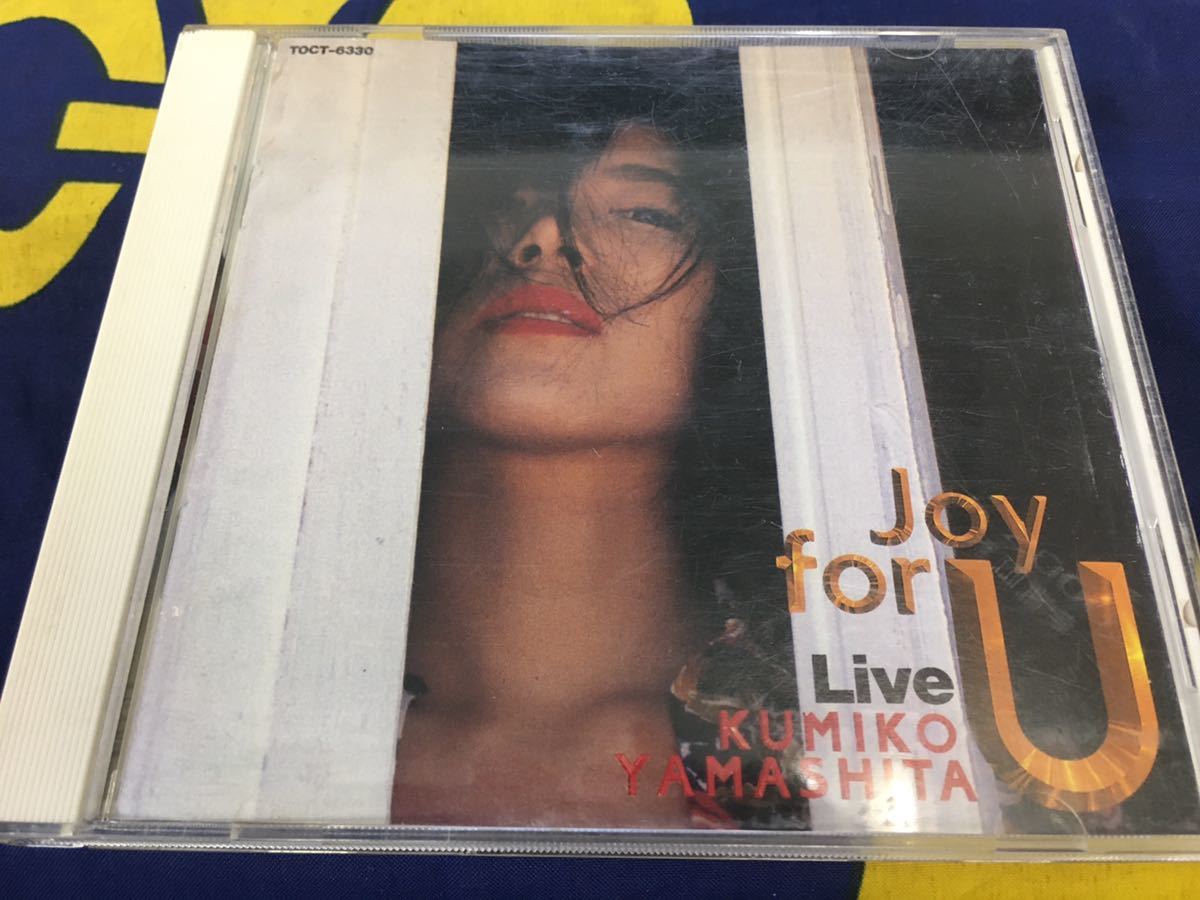 TOCT-6330
Joy
for U
Live
KUMIKO
YAMASHITA